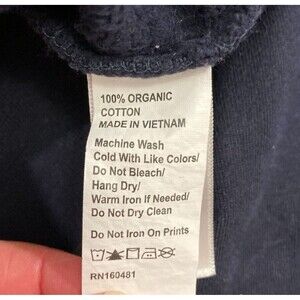 100% ORGANIC
COTTON
MADE IN VIETNAM
Machine Wash
Cold With Like Colors/
Do Not Bleach/
Hang Dry/
Warm Iron If Needed/
Do Not Dry Clean
Do Not Iron On Prints
RN160481